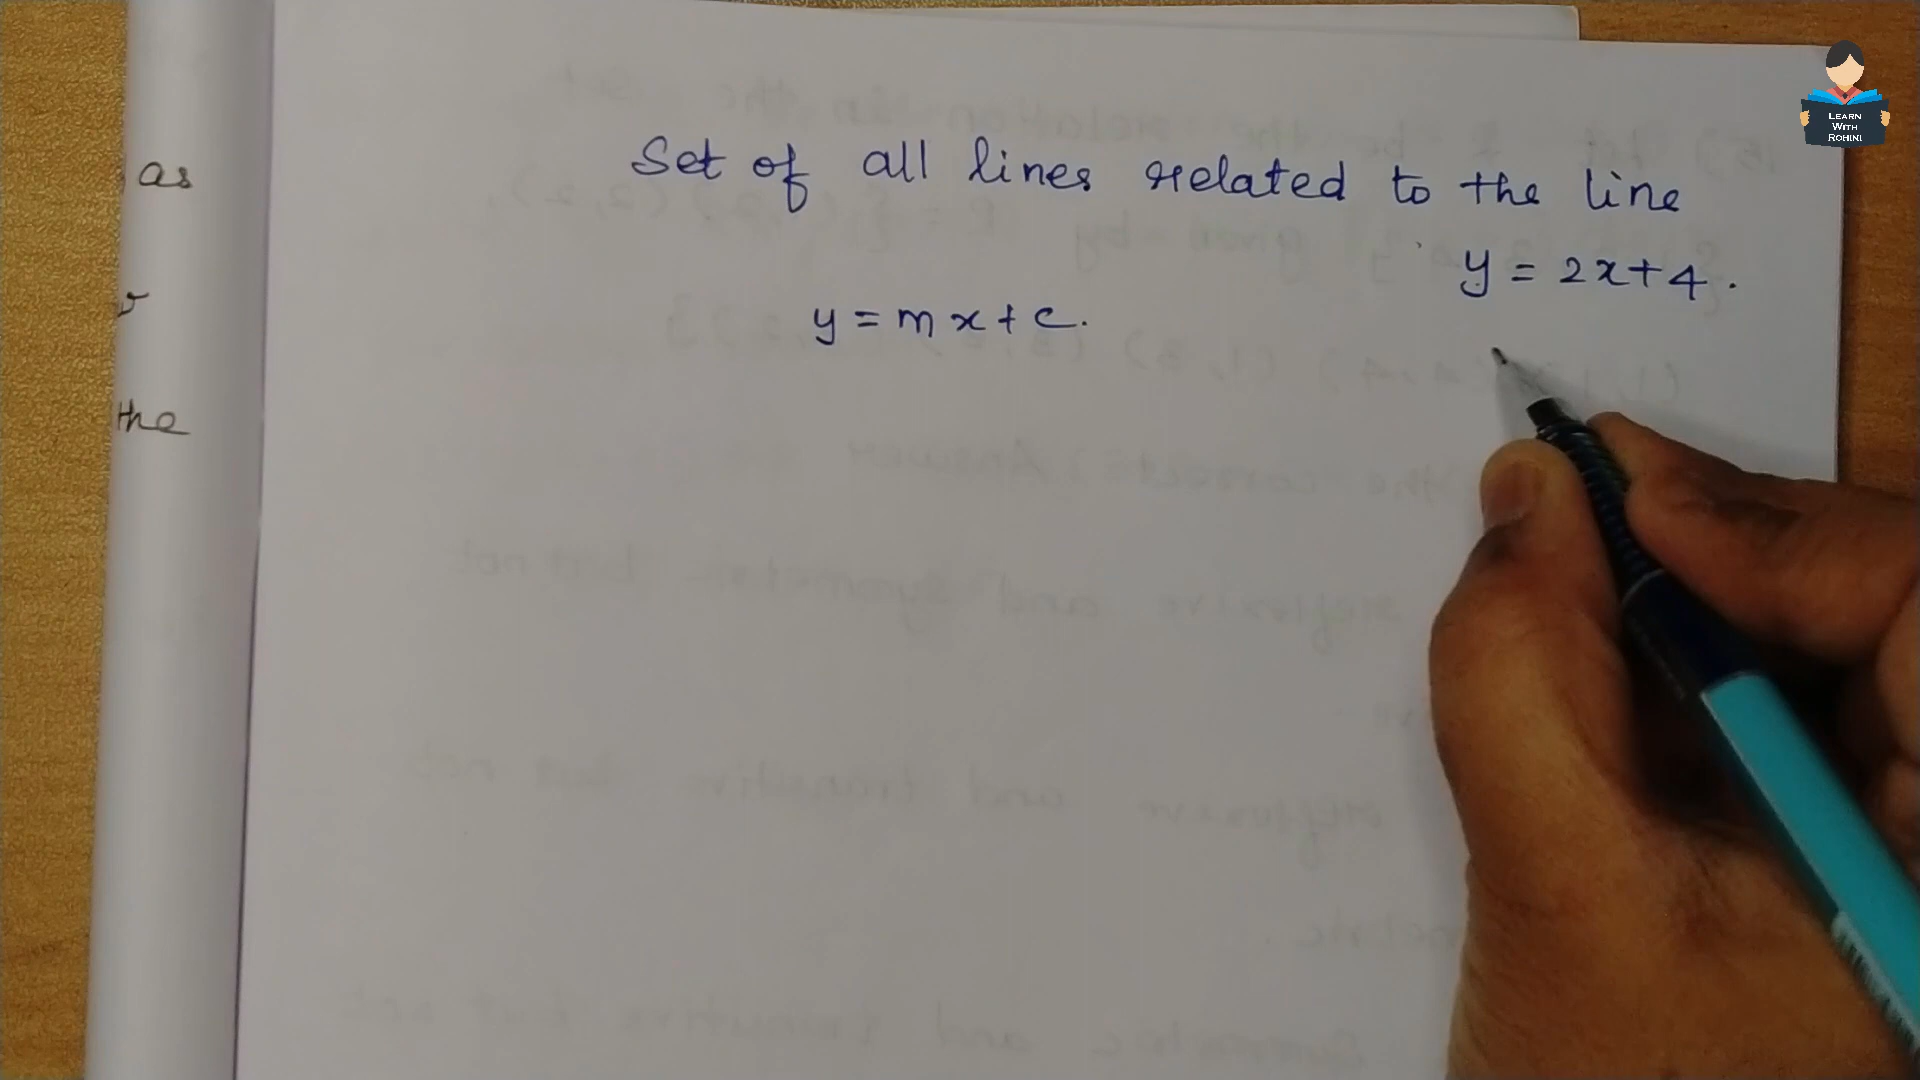 as
the
Set of all lines related to the line
y = 2x+4.
y = mx+c.
LEARN
WITH
ROHINI